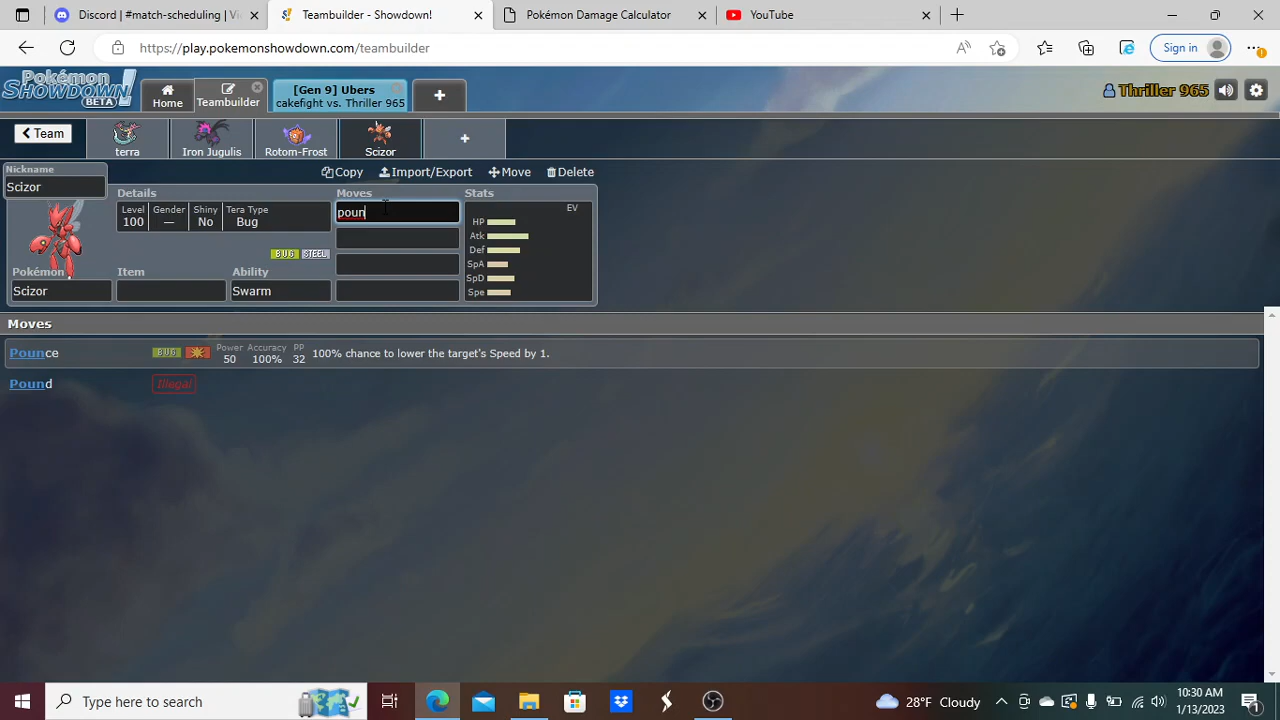 Discord | #match-scheduling | Vi
Teambuilder - Showdown!
Pokémon Damage Calculator
YouTube
https://play.pokemonshowdown.com/teambuilder
Sign in
Pokémon
Showdown!
BETA
Home
Teambuilder
[Gen 9] Ubers
cakefight vs. Thriller 965
Thriller 965
Team
terra
Iron Jugulis
Rotom-Frost
Scizor
Copy
Import/Export
Move
Delete
Nickname
Scizor
Details
Level
100
Gender
—
Shiny
No
Tera Type
Bug
BUG STEEL
Pokémon
Scizor
Item
Ability
Swarm
Moves
poun
Stats
EV
HP
Atk
Def
SpA
SpD
Spe
Moves
Pounce
BUG
Power
50
Accuracy
100%
PP
32
100% chance to lower the target's Speed by 1.
Pound
Illegal
Type here to search
28°F Cloudy
10:30 AM
1/13/2023
1